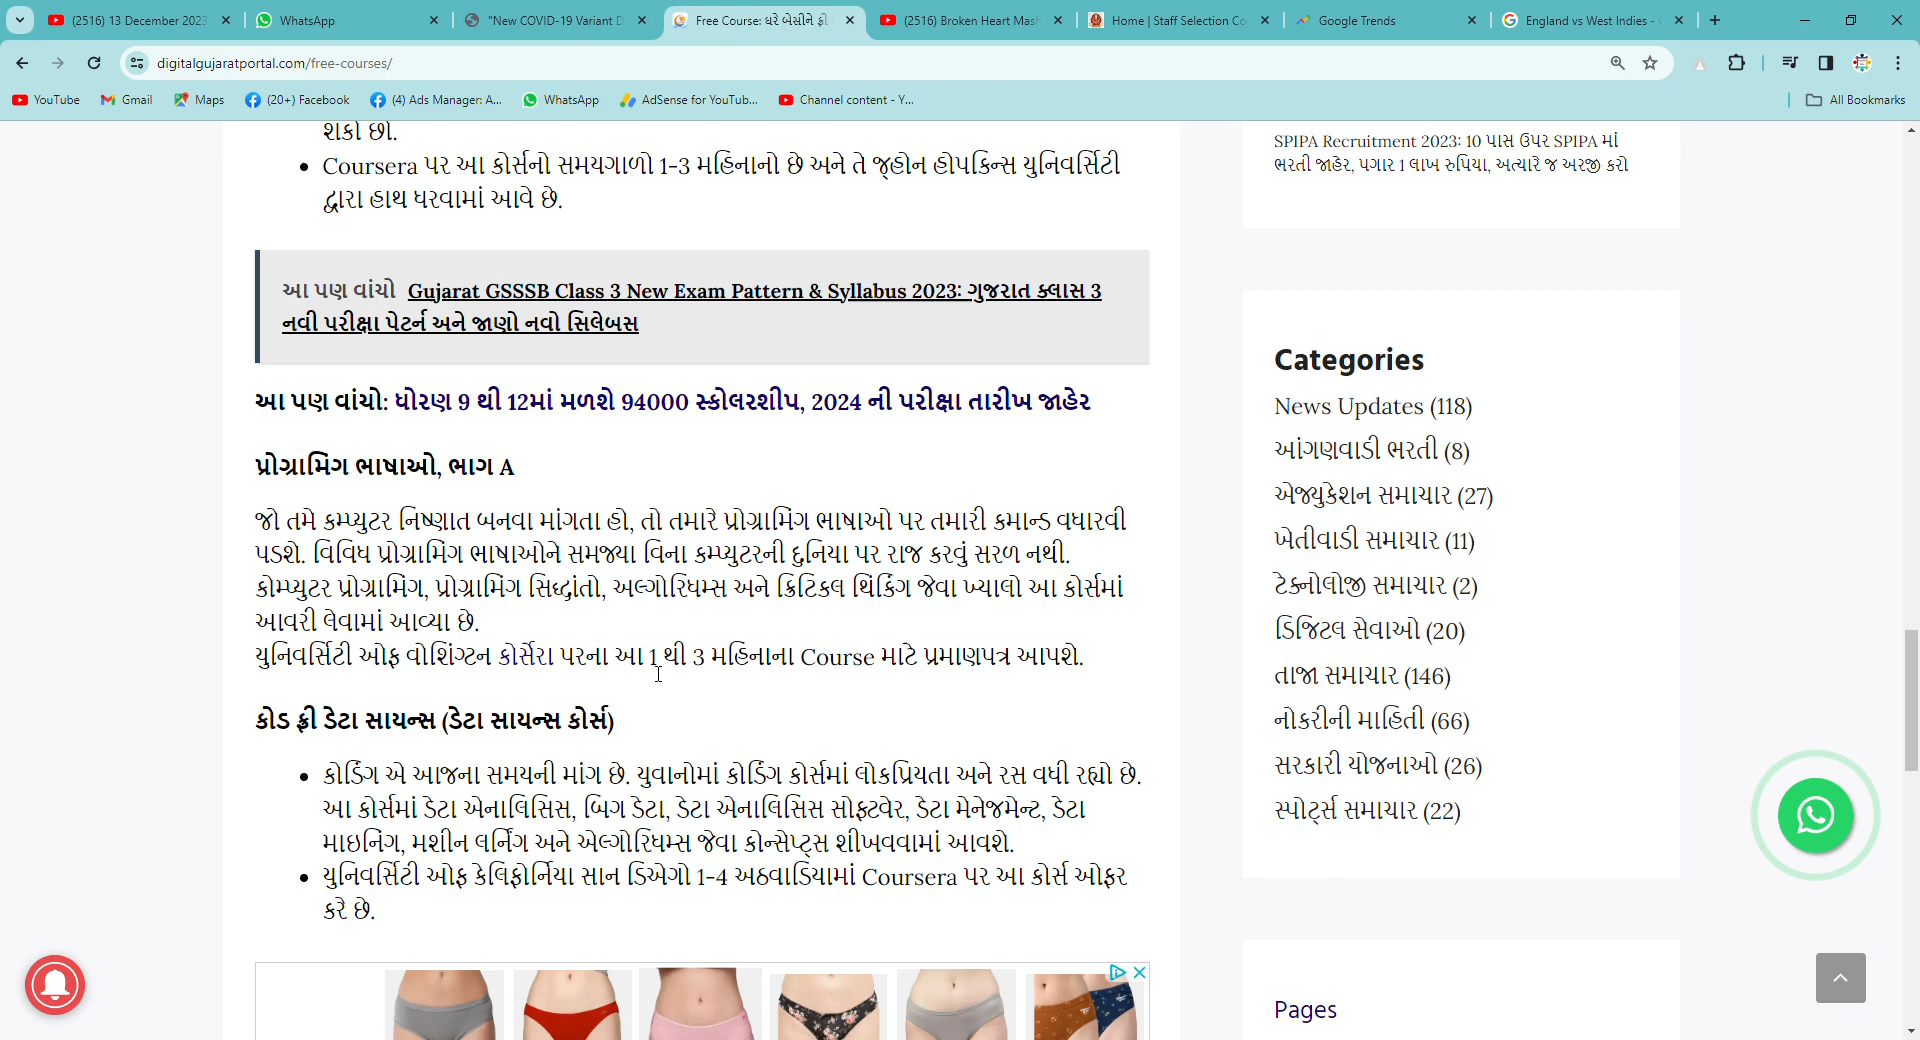 (2516) 13 December 2023
WhatsApp
"New COVID-19 Variant D
Free Course: ઘરે બેસીને ફ્રી
(2516) Broken Heart Mash
Home | Staff Selection Co
Google Trends
England vs West Indies -
digitalgujaratportal.com/free-courses/
YouTube
Gmail
Maps
(20+) Facebook
(4) Ads Manager: A...
WhatsApp
AdSense for YouTub...
Channel content - Y...
All Bookmarks
શકો છો.
Coursera પર આ કોર્સનો સમયગાળો 1-3 મહિનાનો છે અને તે જ્હોન હોપકિન્સ યુનિવર્સિટી
દ્વારા હાથ ધરવામાં આવે છે.
આ પણ વાંચો Gujarat GSSSB Class 3 New Exam Pattern & Syllabus 2023: ગુજરાત ક્લાસ 3
નવી પરીક્ષા પેટર્ન અને જાણો નવો સિલેબસ
આ પણ વાંચો: ધોરણ 9 થી 12માં મળશે 94000 સ્કોલરશીપ, 2024 ની પરીક્ષા તારીખ જાહેર
પ્રોગ્રામિંગ ભાષાઓ, ભાગ A
જો તમે કમ્પ્યુટર નિષ્ણાત બનવા માંગતા હો, તો તમારે પ્રોગ્રામિંગ ભાષાઓ પર તમારી કમાન્ડ વધારવી
પડશે. વિવિધ પ્રોગ્રામિંગ ભાષાઓને સમજ્યા વિના કમ્પ્યુટરની દુનિયા પર રાજ કરવું સરળ નથી.
કોમ્પ્યુટર પ્રોગ્રામિંગ, પ્રોગ્રામિંગ સિદ્ધાંતો, અલ્ગોરિધમ્સ અને ક્રિટિકલ થિંકિંગ જેવા ખ્યાલો આ કોર્સમાં
આવરી લેવામાં આવ્યા છે.
યુનિવર્સિટી ઓફ વોશિંગ્ટન કોર્સેરા પરના આ 1 થી 3 મહિનાના Course માટે પ્રમાણપત્ર આપશે.
કોડ ફ્રી ડેટા સાયન્સ (ડેટા સાયન્સ કોર્સ)
કોડિંગ એ આજના સમયની માંગ છે. યુવાનોમાં કોર્ડિંગ કોર્સમાં લોકપ્રિયતા અને રસ વધી રહ્યો છે.
આ કોર્સમાં ડેટા એનાલિસિસ, બિગ ડેટા, ડેટા એનાલિસિસ સોફ્ટવેર, ડેટા મેનેજમેન્ટ, ડેટા
માઇનિંગ, મશીન લર્નિંગ અને એલ્ગોરિધમ્સ જેવા કોન્સેપ્ટ્સ શીખવવામાં આવશે.
યુનિવર્સિટી ઓફ કેલિફોર્નિયા સાન ડિએગો 1-4 અઠવાડિયામાં Coursera પર આ કોર્સ ઓફર
કરે છે.
SPIPA Recruitment 2023: 10 પાસ ઉપર SPIPA માં
ભરતી જાહેર, પગાર 1 લાખ રુપિયા, અત્યારે જ અરજી કરો
Categories
News Updates (118)
આંગણવાડી ભરતી (8)
એજ્યુકેશન સમાચાર (27)
ખેતીવાડી સમાચાર (11)
ટેક્નોલોજી સમાચાર (2)
ડિજિટલ સેવાઓ (20)
તાજા સમાચાર (146)
નોકરીની માહિતી (66)
સરકારી યોજનાઓ (26)
સ્પોર્ટ્સ સમાચાર (22)
Pages